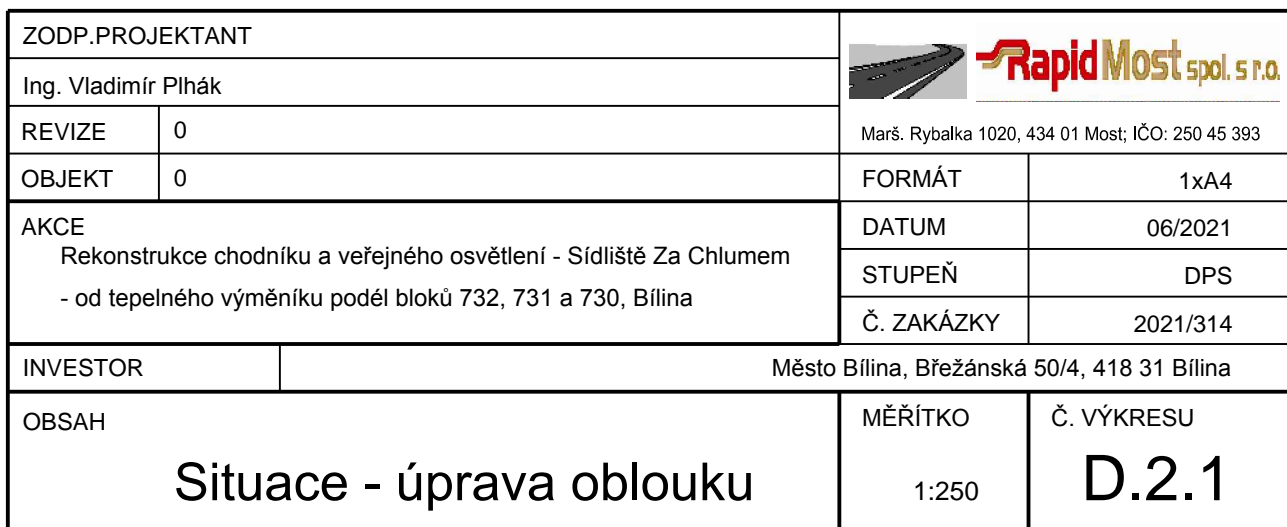 ZODP.PROJEKTANT
Ing. Vladimír Plhák
REVIZE 0
OBJEKT 0
Rapid Most spol. s r.o.
Marš. Rybalka 1020, 434 01 Most; IČO: 250 45 393
FORMÁT 1xA4
AKCE
Rekonstrukce chodníku a veřejného osvětlení - Sídliště Za Chlumem
- od tepelného výměníku podél bloků 732, 731 a 730, Bílina
DATUM 06/2021
STUPEŇ DPS
Č. ZAKÁZKY 2021/314
INVESTOR Město Bílina, Břežánská 50/4, 418 31 Bílina
OBSAH
Situace - úprava oblouku
MĚŘÍTKO
1:250
Č. VÝKRESU
D.2.1